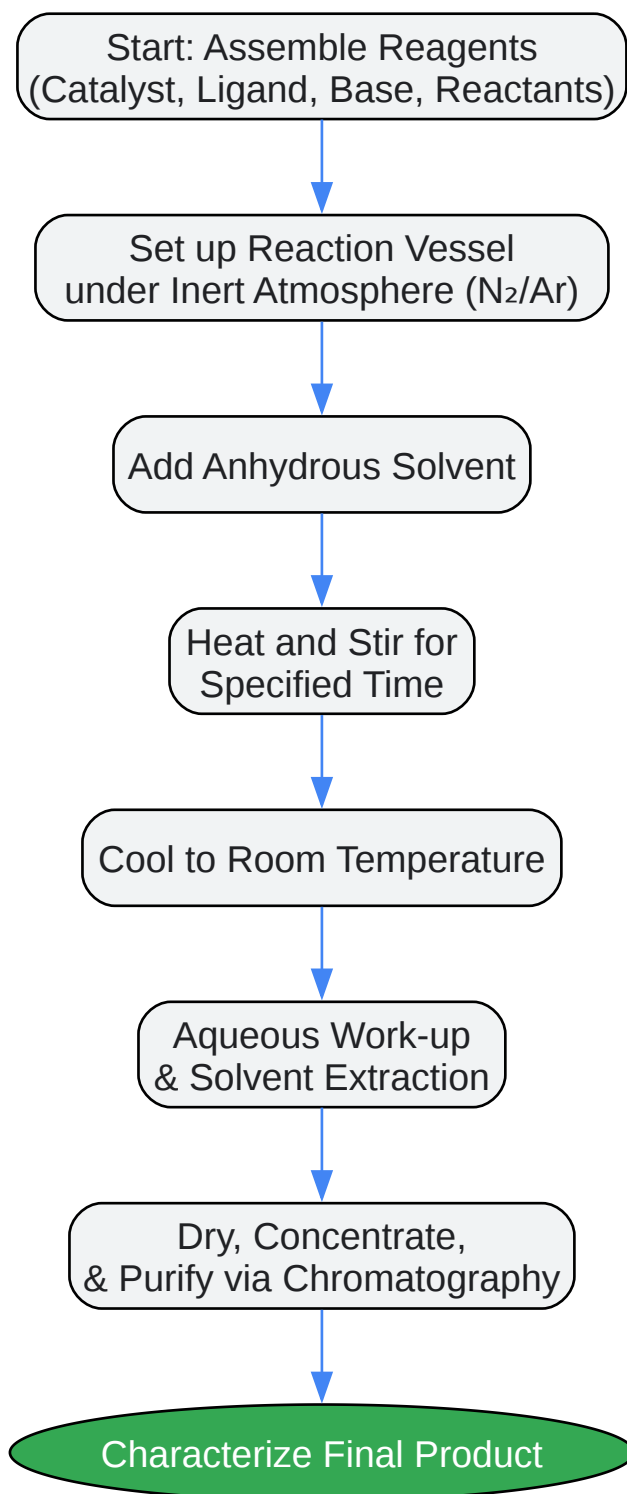 Start: Assemble Reagents
(Catalyst, Ligand, Base, Reactants)
Set up Reaction Vessel
under Inert Atmosphere (N₂/Ar)
Add Anhydrous Solvent
Heat and Stir for
Specified Time
Cool to Room Temperature
Aqueous Work-up
& Solvent Extraction
Dry, Concentrate,
& Purify via Chromatography
Characterize Final Product